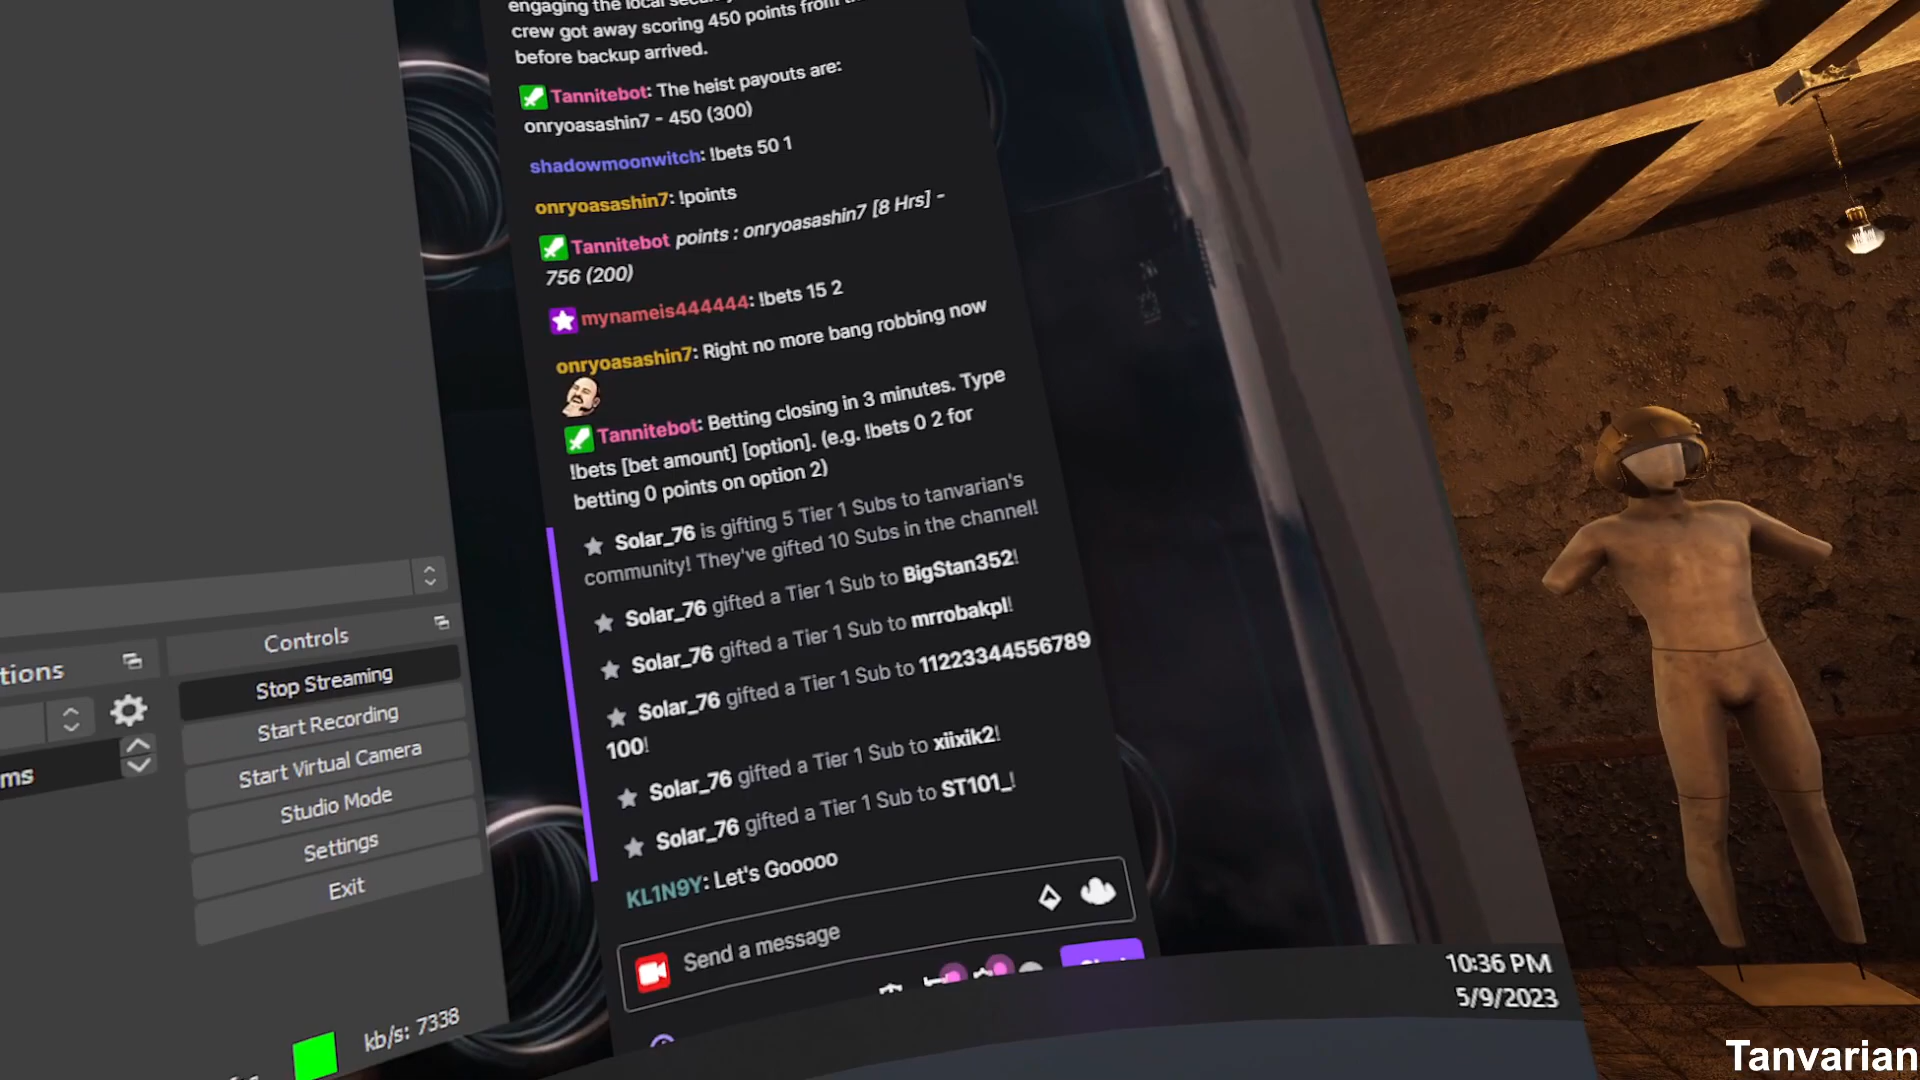 engaging the local
crew got away scoring 450 points from
before backup arrived.
Tannitebot: The heist payouts are:
onryoasashin7 - 450 (300)
shadowmoonwitch: !bets 50 1
onryoasashin7: !points
Tannitebot points : onryoasashin7 [8 Hrs] -
756 (200)
mynameis444444: !bets 15 2
onryoasashin7: Right no more bang robbing now
Tannitebot: Betting closing in 3 minutes. Type
!bets [bet amount] [option]. (e.g. !bets 0 2 for
betting 0 points on option 2)
Solar_76 is gifting 5 Tier 1 Subs to tanvarian's
community! They've gifted 10 Subs in the channel!
Solar_76 gifted a Tier 1 Sub to BigStan352!
Solar_76 gifted a Tier 1 Sub to mrrobakpl!
Solar_76 gifted a Tier 1 Sub to 11223344556789
100!
Solar_76 gifted a Tier 1 Sub to xiixik2!
Solar_76 gifted a Tier 1 Sub to ST101_!
KL1N9Y: Let's Gooooo
Send a message
tions
ms
Controls
Stop Streaming
Start Recording
Start Virtual Camera
Studio Mode
Settings
Exit
kb/s: 7338
10:36 PM
5/9/2023
Tanvarian